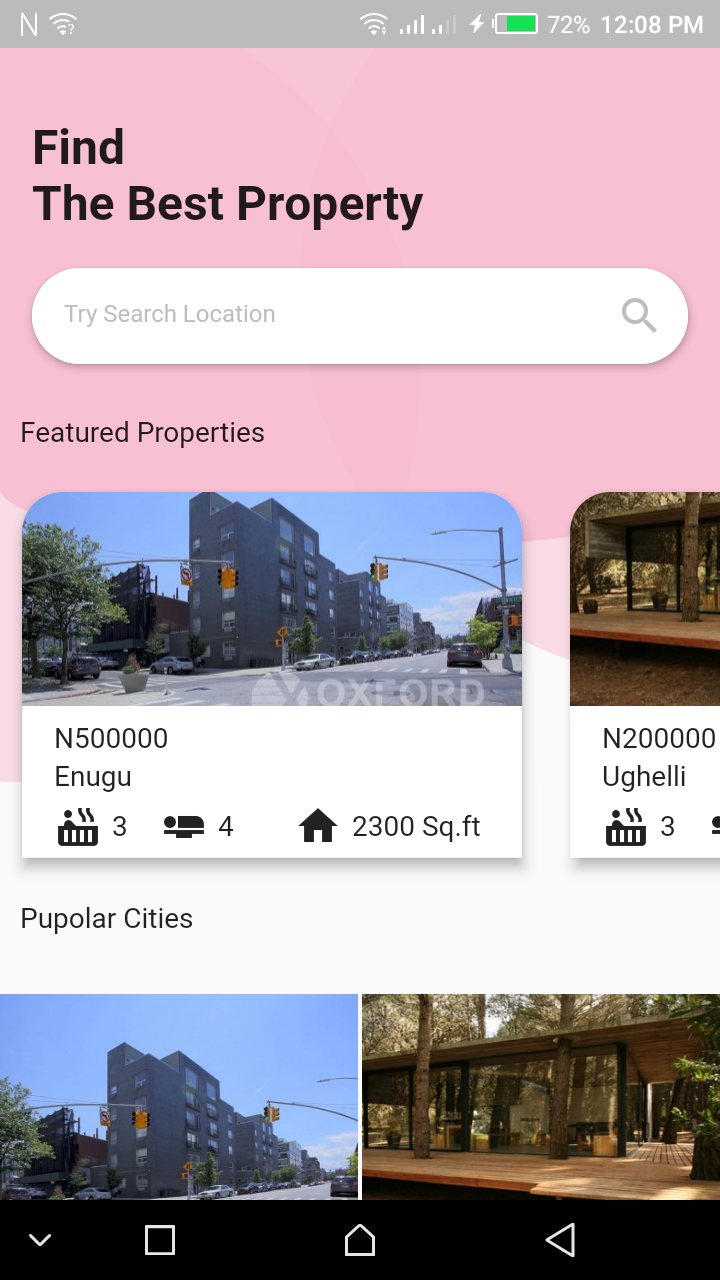 72% 12:08 PM
Find
The Best Property
Try Search Location
Featured Properties
OXFORD
N500000
Enugu
3 4 2300 Sq.ft
N200000
Ughelli
3
Pupolar Cities